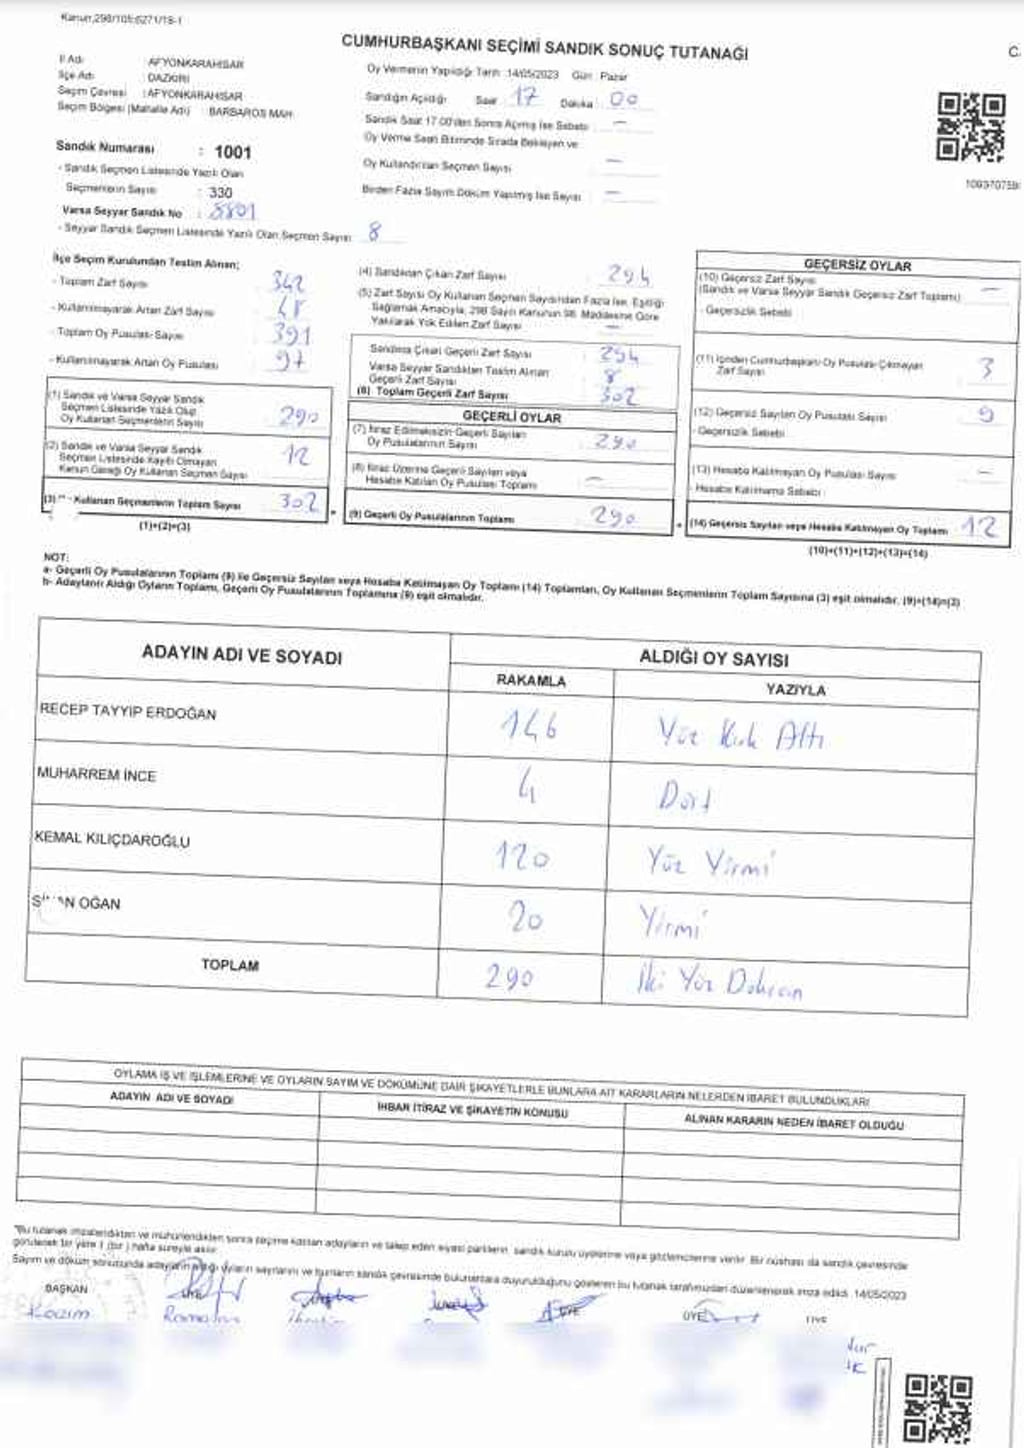 Kanun,298/105;6271/18-1
CUMHURBAŞKANI SEÇİMİ SANDIK SONUÇ TUTANAĞI
İl Adı : AFYONKARAHİSAR
İlçe Adı : DAZKIRI
Seçim Çevresi : AFYONKARAHİSAR
Seçim Bölgesi (Mahalle Adı) : BARBAROS MAH.
Oy Vermenin Yapıldığı Tarih : 14/05/2023 Gün : Pazar
Sandığın Açıldığı Saat 17 Dakika 00
Sandık Saat 17.00'den Sonra Açılmış İse Sebebi : —
Oy Verme Saati Bitiminde Sırada Bekleyen ve
Oy Kullandırılan Seçmen Sayısı —
Birden Fazla Sayım Döküm Yapılmış İse Sayısı : —
Sandık Numarası : 1001
- Sandık Seçmen Listesinde Yazılı Olan
Seçmenlerin Sayısı : 330
Varsa Seyyar Sandık No : 8801
- Seyyar Sandık Seçmen Listesinde Yazılı Olan Seçmen Sayısı 8
İlçe Seçim Kurulundan Teslim Alınan;
- Toplam Zarf Sayısı 342
- Kullanılmayarak Artan Zarf Sayısı
- Toplam Oy Pusulası Sayısı 391
- Kullanılmayarak Artan Oy Pusulası 97
(1) Sandık ve Varsa Seyyar Sandık
Seçmen Listesinde Yazılı Olup
Oy Kullanan Seçmenlerin Sayısı 290
(2) Sandık ve Varsa Seyyar Sandık
Seçmen Listesinde Kayıtlı Olmayan
Kanun Gereği Oy Kullanan Seçmen Sayısı 12
(3) Kullanan Seçmenlerin Toplam Sayısı 302
(1)+(2)=(3)
(4) Sandıktan Çıkan Zarf Sayısı 294
(5) Zarf Sayısı Oy Kullanan Seçmen Sayısından Fazla İse, Eşitliği
Sağlamak Amacıyla, 298 Sayılı Kanunun 98. Maddesine Göre
Yakılarak Yok Edilen Zarf Sayısı —
Sandıkta Çıkan Geçerli Zarf Sayısı : 294
Varsa Seyyar Sandıktan Teslim Alınan
Geçerli Zarf Sayısı : 8
(6) Toplam Geçerli Zarf Sayısı : 302
GEÇERLİ OYLAR
(7) İtiraz Edilmeksizin Geçerli Sayılan
Oy Pusulalarının Sayısı : 290
(8) İtiraz Üzerine Geçerli Sayılan veya
Hesaba Katılan Oy Pusulası Toplamı —
(9) Geçerli Oy Pusulalarının Toplamı 290
GEÇERSİZ OYLAR
(10) Geçersiz Zarf Sayısı —
(Sandık ve Varsa Seyyar Sandık Geçersiz Zarf Toplamı)
- Geçersizlik Sebebi :
(11) İçinden Cumhurbaşkanı Oy Pusulası Çıkmayan
Zarf Sayısı : 3
(12) Geçersiz Sayılan Oy Pusulası Sayısı : 9
- Geçersizlik Sebebi :
(13) Hesaba Katılmayan Oy Pusulası Sayısı —
- Hesaba Katılmama Sebebi :
(14) Geçersiz Sayılan veya Hesaba Katılmayan Oy Toplamı 12
(10)+(11)+(12)+(13)=(14)
NOT:
a- Geçerli Oy Pusulalarının Toplamı (9) ile Geçersiz Sayılan veya Hesaba Katılmayan Oy Toplamı (14) Toplamları, Oy Kullanan Seçmenlerin Toplam Sayısına (3) eşit olmalıdır. (9)+(14)=(3)
b- Adayların Aldığı Oyların Toplamı, Geçerli Oy Pusulalarının Toplamına (9) eşit olmalıdır.
ADAYIN ADI VE SOYADI
ALDIĞI OY SAYISI
RAKAMLA YAZIYLA
RECEP TAYYİP ERDOĞAN 146 Yüz Kırk Altı
MUHARREM İNCE 4 Dört
KEMAL KILIÇDAROĞLU 120 Yüz Yirmi
OĞAN 20 Yirmi
TOPLAM 290 İki Yüz Doksan
OYLAMA İŞ VE İŞLEMLERİNE VE OYLARIN SAYIM VE DÖKÜMÜNE DAİR ŞİKAYETLERLE BUNLARA AİT KARARLARIN NELERDEN İBARET BULUNDUKLARI
ADAYIN ADI VE SOYADI İHBAR İTİRAZ VE ŞİKAYETİN KONUSU ALINAN KARARIN NEDEN İBARET OLDUĞU
*Bu tutanak imzalandıktan ve mühürlendikten sonra seçime katılan adayların ve talep eden siyasi partilerin sandık kurulu üyelerine veya gözlemcilerine verilir. Bir nüshası da sandık çevresinde
görülecek bir yere 1 (bir) hafta süreyle asılır.
Sayım ve döküm sonucunda adayların aldığı oyların sayılarını ve bunların sandık çevresinde bulunanlara duyurulduğunu gösteren bu tutanak tarafımızdan düzenlenerek imza edildi. 14/05/2023
BAŞKAN ÜYE ÜYE ÜYE ÜYE
Kazım Ramazan İbrahim